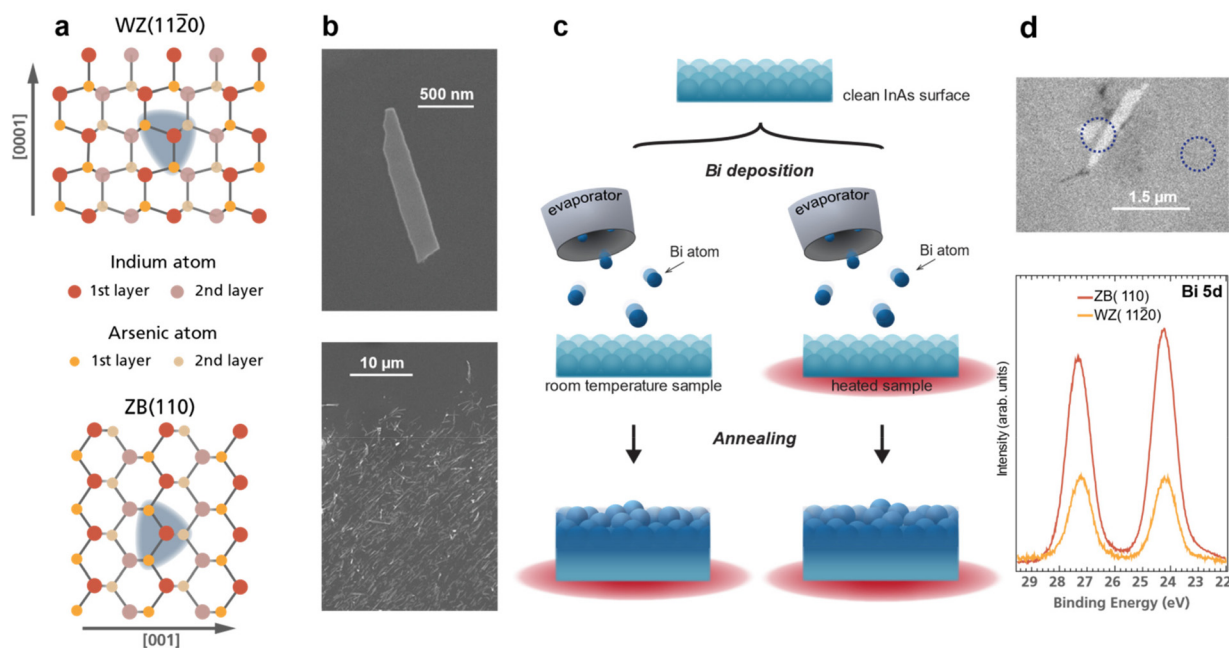 a
WZ(112̄0)
[0001]
Indium atom
1st layer
2nd layer
Arsenic atom
1st layer
2nd layer
ZB(110)
[001]
b
500 nm
10 µm
c
clean InAs surface
Bi deposition
evaporator
Bi atom
room temperature sample
evaporator
Bi atom
heated sample
Annealing
d
1.5 µm
Bi 5d
ZB( 110)
WZ( 112̄0)
Intensity (arab. units)
29 28 27 26 25 24 23 22
Binding Energy (eV)